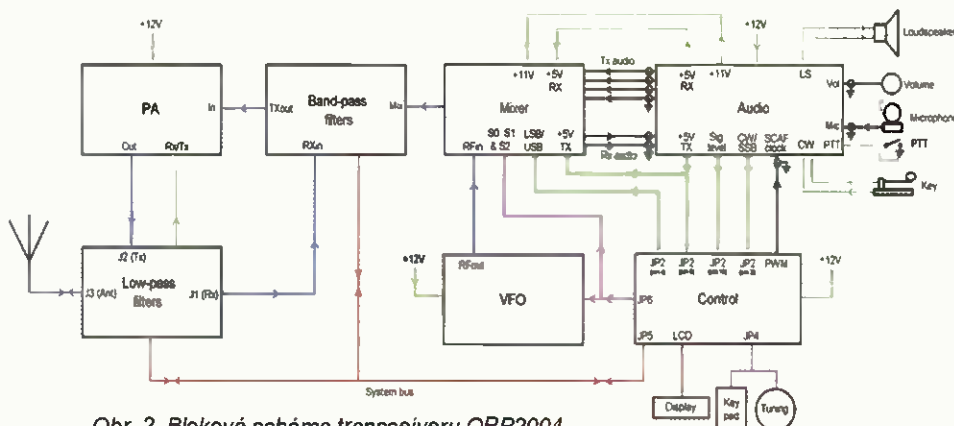 +12V
+12V
Loudspeaker
+11V
+5V
RX
Tx audio
+5V
RX
+11V
LS
PA
In
TXout
Band-pass
filters
Mix
Mixer
Audio
Vol
Volume
RXin
Mic
Microphone
Out
Rx/Tx
RFin
S0 S1
& S2
LSB/
USB
+5V
TX
Rx audio
+5V
TX
Sig
level
CW/
SSB
SCAF
clock
CW
PTT
PTT
Key
J2 (Tx)
J3 (Ant)
Low-pass
filters
J1 (Rx)
+12V
RFout
VFO
JP2
JP2
JP2
JP2
PWM
+12V
JP6
Control
JP5
LCD
JP4
System bus
Display
Key
pad
Tuning
Obr. 2. Bloková schéma transceiveru QRP2004